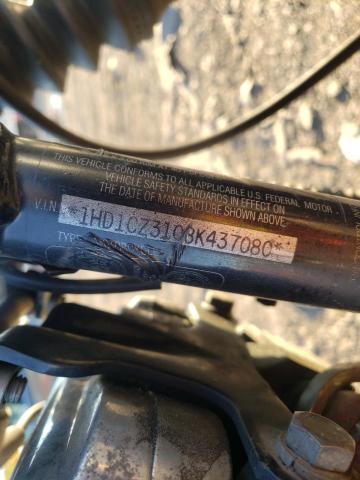 THIS VEHICLE CONFORMS TO ALL APPLICABLE U.S. FEDERAL MOTOR
VEHICLE SAFETY STANDARDS IN EFFECT ON
THE DATE OF MANUFACTURE SHOWN ABOVE.
V.I.N. *1HD1CZ3108K437080*
TYPE